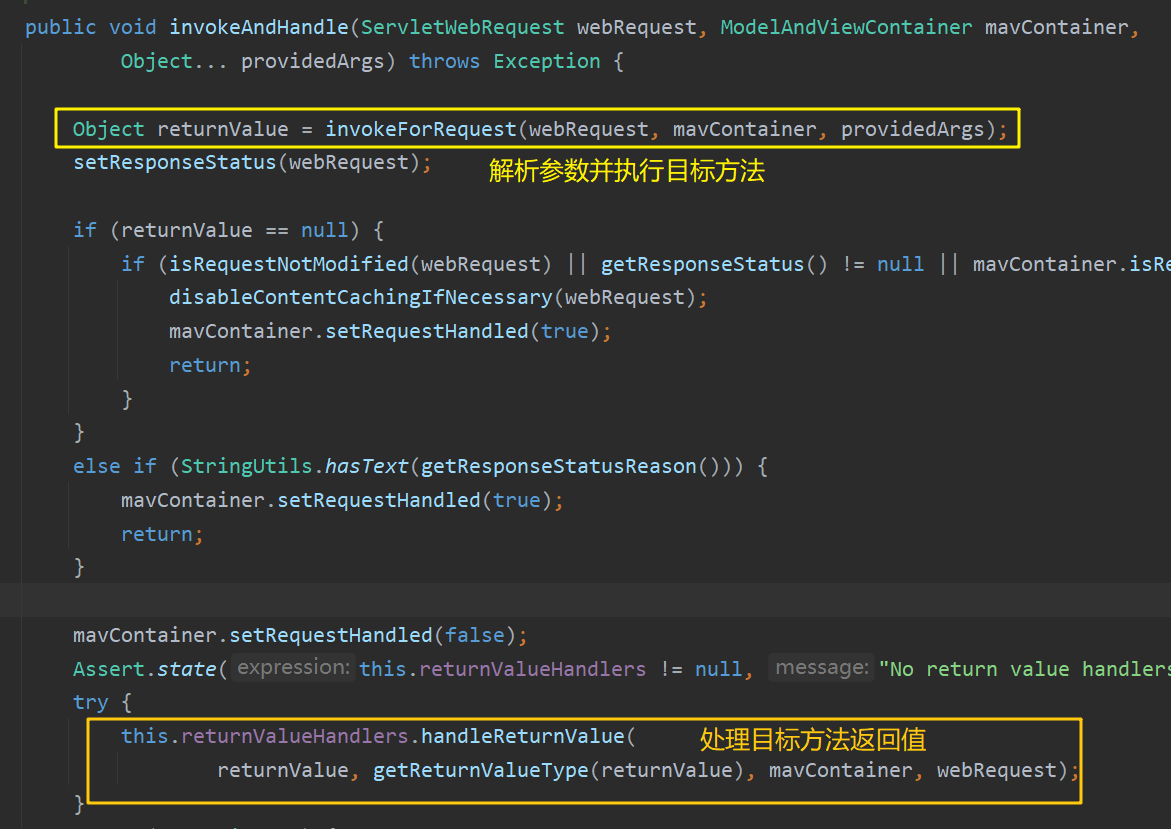 public void invokeAndHandle(ServletWebRequest webRequest, ModelAndViewContainer mavContainer,
Object... providedArgs) throws Exception {
Object returnValue = invokeForRequest(webRequest, mavContainer, providedArgs);
setResponseStatus(webRequest);
解析参数并执行目标方法
if (returnValue == null) {
if (isRequestNotModified(webRequest) || getResponseStatus() != null || mavContainer.isRe
disableContentCachingIfNecessary(webRequest);
mavContainer.setRequestHandled(true);
return;
}
}
else if (StringUtils.hasText(getResponseStatusReason())) {
mavContainer.setRequestHandled(true);
return;
}
mavContainer.setRequestHandled(false);
Assert.state( expression: this.returnValueHandlers != null, message: "No return value handlers
try {
this.returnValueHandlers.handleReturnValue(
处理目标方法返回值
returnValue, getReturnValueType(returnValue), mavContainer, webRequest);
}